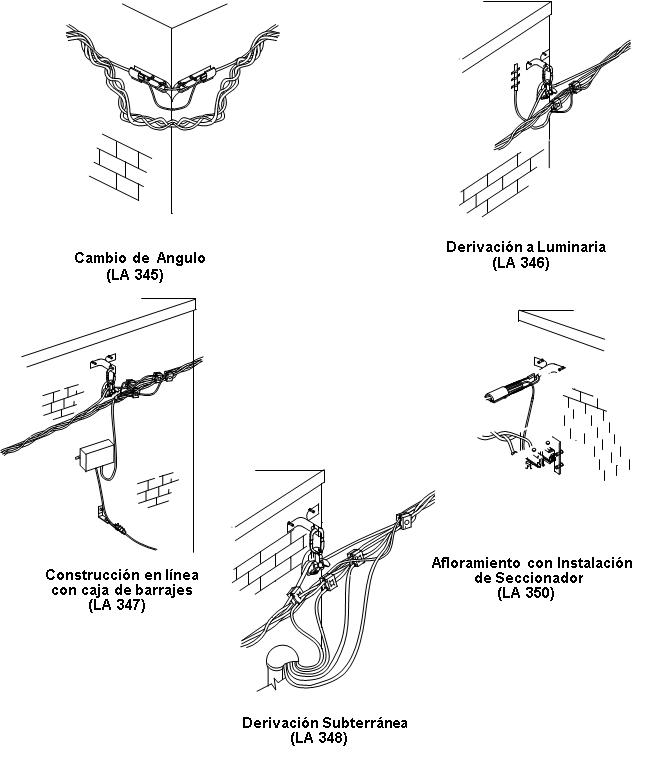 Cambio de Angulo
(LA 345)
Derivación a Luminaria
(LA 346)
Construcción en línea
con caja de barrajes
(LA 347)
Afloramiento con Instalación
de Seccionador
(LA 350)
Derivación Subterránea
(LA 348)